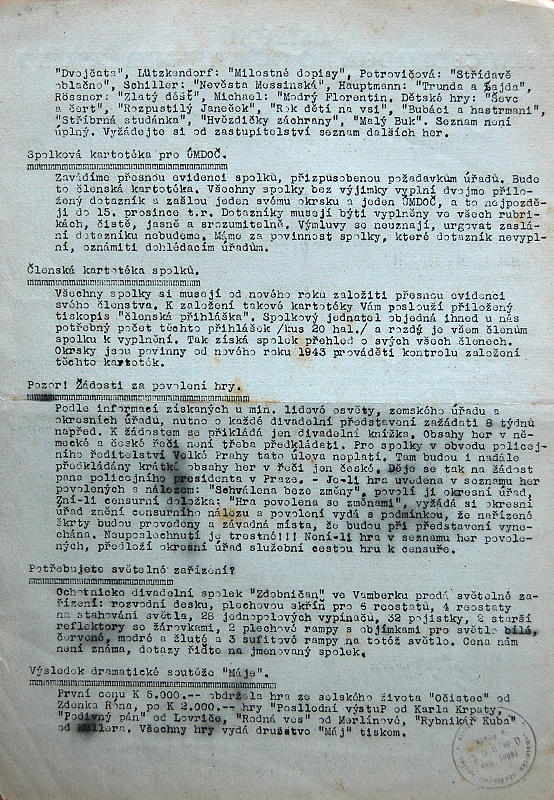 "Dvojčata", Lützkendorf: "Milostné dopisy", Petrovičová: "Střídavě
oblačno", Schiller: "Nevěsta Messinská", Hauptmann: "Trunda a Zajda",
Rössner: "Zlatý déšť", Michael: "Modrý Florentin. Dětské hry: "Švec
a čert", "Rozpustilý Janeček", "Rok dětí na vsi", "Bubáci a hastrmani",
"Stříbrná studánka", "Hvězdičky záchrany", "Malý Buk". Seznam není
úplný. Vyžádejte si od zastupitelství seznam dalších her.
Spolková kartotéka pro ÚMDOČ.
Zavádíme přesnou evidenci spolků, přizpůsobenou požadavkům úřadů. Bude
to členská kartotéka. Všechny spolky bez výjimky vyplní dvojmo přilo-
žený dotazník a zašlou jeden svému okrsku a jeden ÚMDOČ, a to nejpozdě-
ji do 15. prosince t.r. Dotazníky musejí býti vyplněny ve všech rubri-
kách, čistě, jasně a srozumitelně. Výmluvy se neuznají, urgovat zaslá-
ní dotazníku nebudeme. Máme za povinnost spolky, které dotazník nevypl-
ní, oznámiti dohlédacím úřadům.
Členská kartotéka spolků.
Všechny spolky si musejí od nového roku založiti přesnou evidenci
svého členstva. K založení takové kartotéky Vám poslouží přiložený
tiskopis "členská přihláška". Spolkový jednatel objedná ihned u nás
potřebný počet těchto přihlášek /kus 20 hal./ a rozdý je všem členům
spolku k vyplnění. Tak získá spolek přehled o svých všech členech.
Okrsky jsou povinny od nového roku 1943 prováděti kontrolu založení
těchto kartoték.
Pozor! Žádosti za povolení hry.
Podle informací získaných u min. lidové osvěty, zemského úřadu a
okresních úřadů, nutno o každé divadelní představení zažádati 8 týdnů
napřed. K žádostem se přikládá jen divadelní knížka. Obsahy her v ně-
mecké a české řeči není třeba předkládati. Pro spolky v obvodu policej-
ního ředitelství Velké Prahy tato úleva neplatí. Tam budou i nadále
předkládány krátké obsahy her v řeči jen české. Děje se tak na žádost
pana policejního presidenta v Praze. - Je-li hra uvedena v seznamu her
povolených s nálezem: "Schválena beze změny", povolí ji okresní úřad,
zní-li censurní doložka: "Hra povolena se změnami", vyžádá si okresní
úřad znění censurního nálezu a povolení vydá s podmínkou, že nařízené
škrty budou provedeny a závadná místa, že budou při představení vyne-
chána. Neuposlechnutí je trestné!!! Není-li hra v seznamu her povole-
ných, předloží okresní úřad služební cestou hru k censuře.
Potřebujete světelné zařízení?
Ochotnicko divadelní spolek "Zdobničan" ve Vamberku prodá světelné za-
řízení: rozvodní desku, plechovou skříň pro 6 reostatů, 4 reostaty
na stahování světla, 28 jednopolových vypinačů, 32 pojistky, 2 starší
reflektory se žárovkami, 2 plechové rampy s objímkami pro světlo bílé,
červené, modré a žluté a 3 sufitové rampy na totéž světlo. Cena nám
není známa, dotazy řiďte na jmenovaný spolek.
Výsledek dramatické soutěže "Máje".
První cenu K 5.000.-- obdržela hra ze selského života "Očistec" od
Zdenka Róna, po K 2.000.-- hry "Posllední výstuP od Karla Krpaty,
"Podivný pán" od Lovriče, "Rodná ves" od Merlínové, "Rybnikář Kuba"
od Müllera. Všechny hry vydá družstvo "Máj" tiskem.